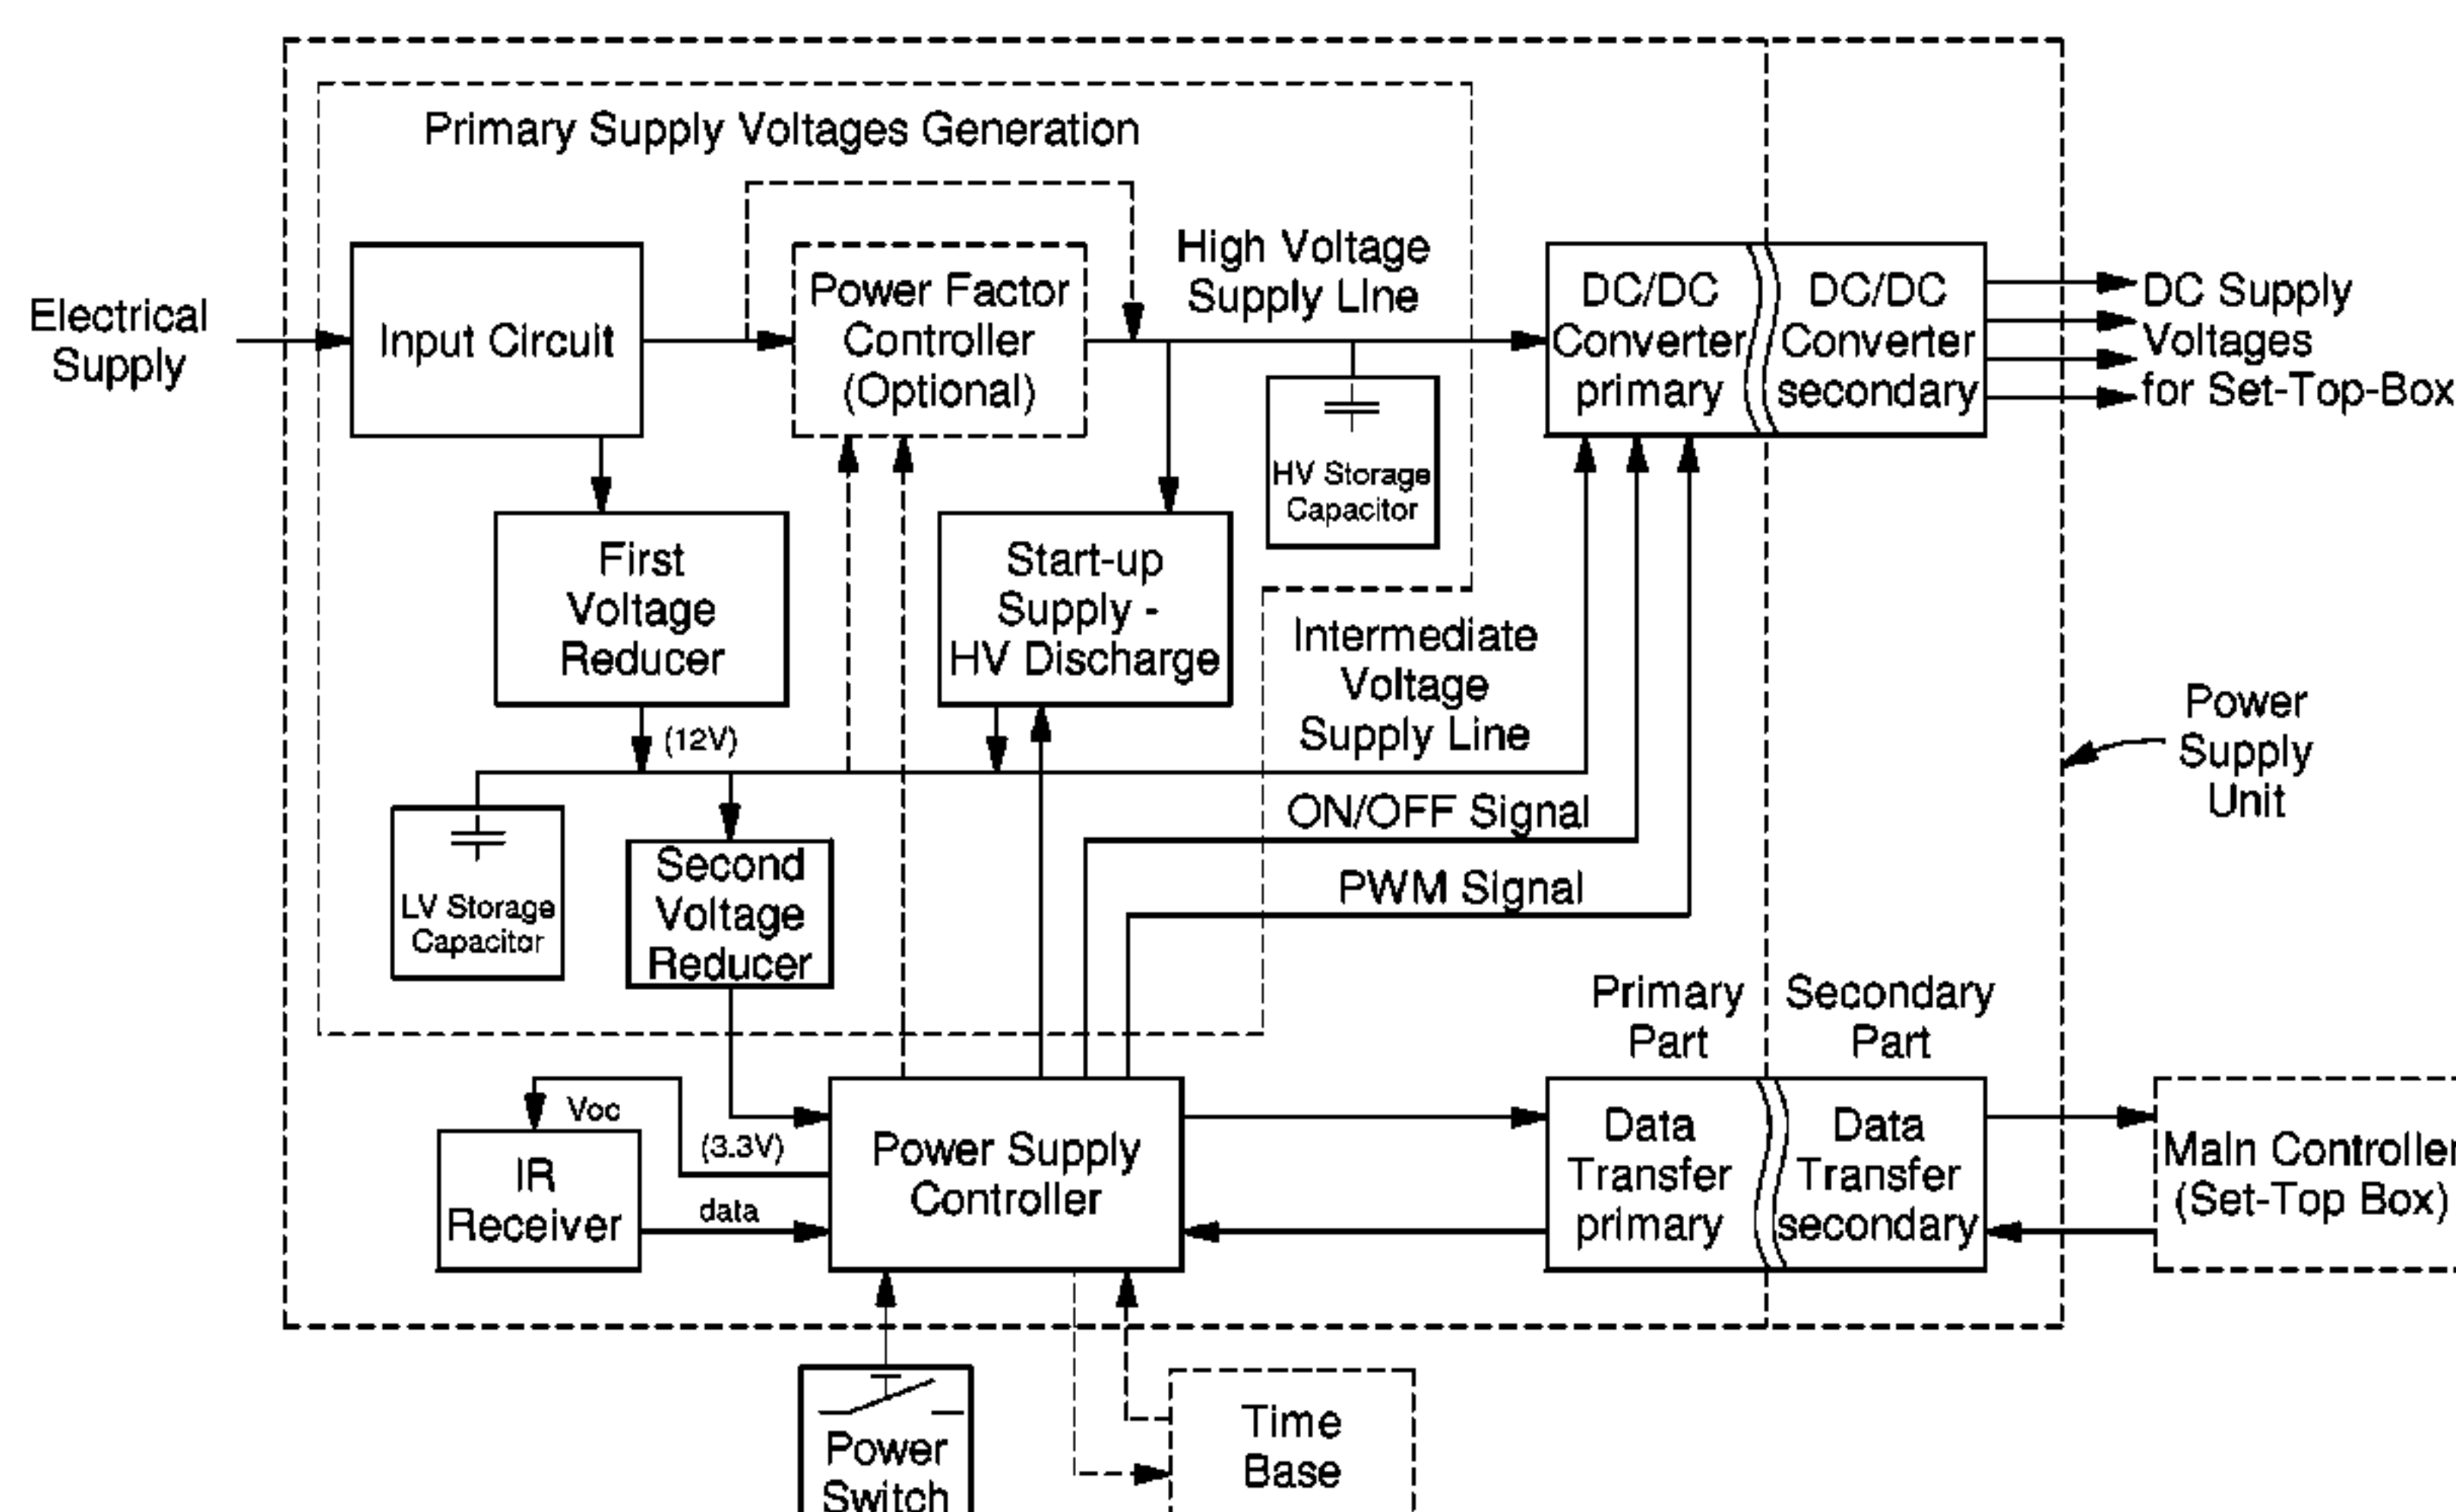 Primary Supply Voltages Generation
Electrical
Supply
Input Circuit
Power Factor
Controller
(Optional)
High Voltage
Supply Line
DC/DC
Converter
primary
DC/DC
Converter
secondary
DC Supply
Voltages
for Set-Top-Box
HV Storage
Capacitor
First
Voltage
Reducer
Start-up
Supply -
HV Discharge
Intermediate
Voltage
Supply Line
(12V)
Power
Supply
Unit
ON/OFF Signal
LV Storage
Capacitor
Second
Voltage
Reducer
PWM Signal
Primary
Part
Secondary
Part
Vcc
(3.3V)
IR
Receiver
data
Power Supply
Controller
Data
Transfer
primary
Data
Transfer
secondary
Main Controller
(Set-Top Box)
Power
Switch
Time
Base